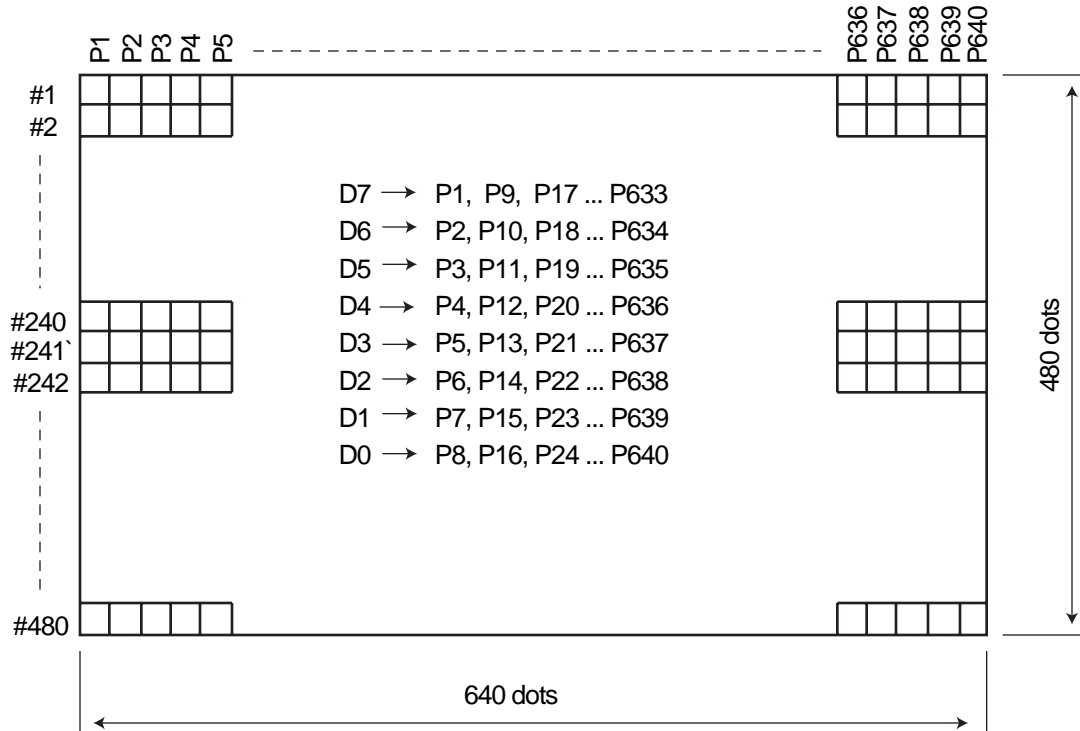 P1 P2 P3 P4 P5 P636 P637 P638 P639 P640
#1
#2
D7 → P1, P9, P17 ... P633
D6 → P2, P10, P18 ... P634
D5 → P3, P11, P19 ... P635
D4 → P4, P12, P20 ... P636
D3 → P5, P13, P21 ... P637
D2 → P6, P14, P22 ... P638
D1 → P7, P15, P23 ... P639
D0 → P8, P16, P24 ... P640
#240
#241`
#242
#480
480 dots
640 dots